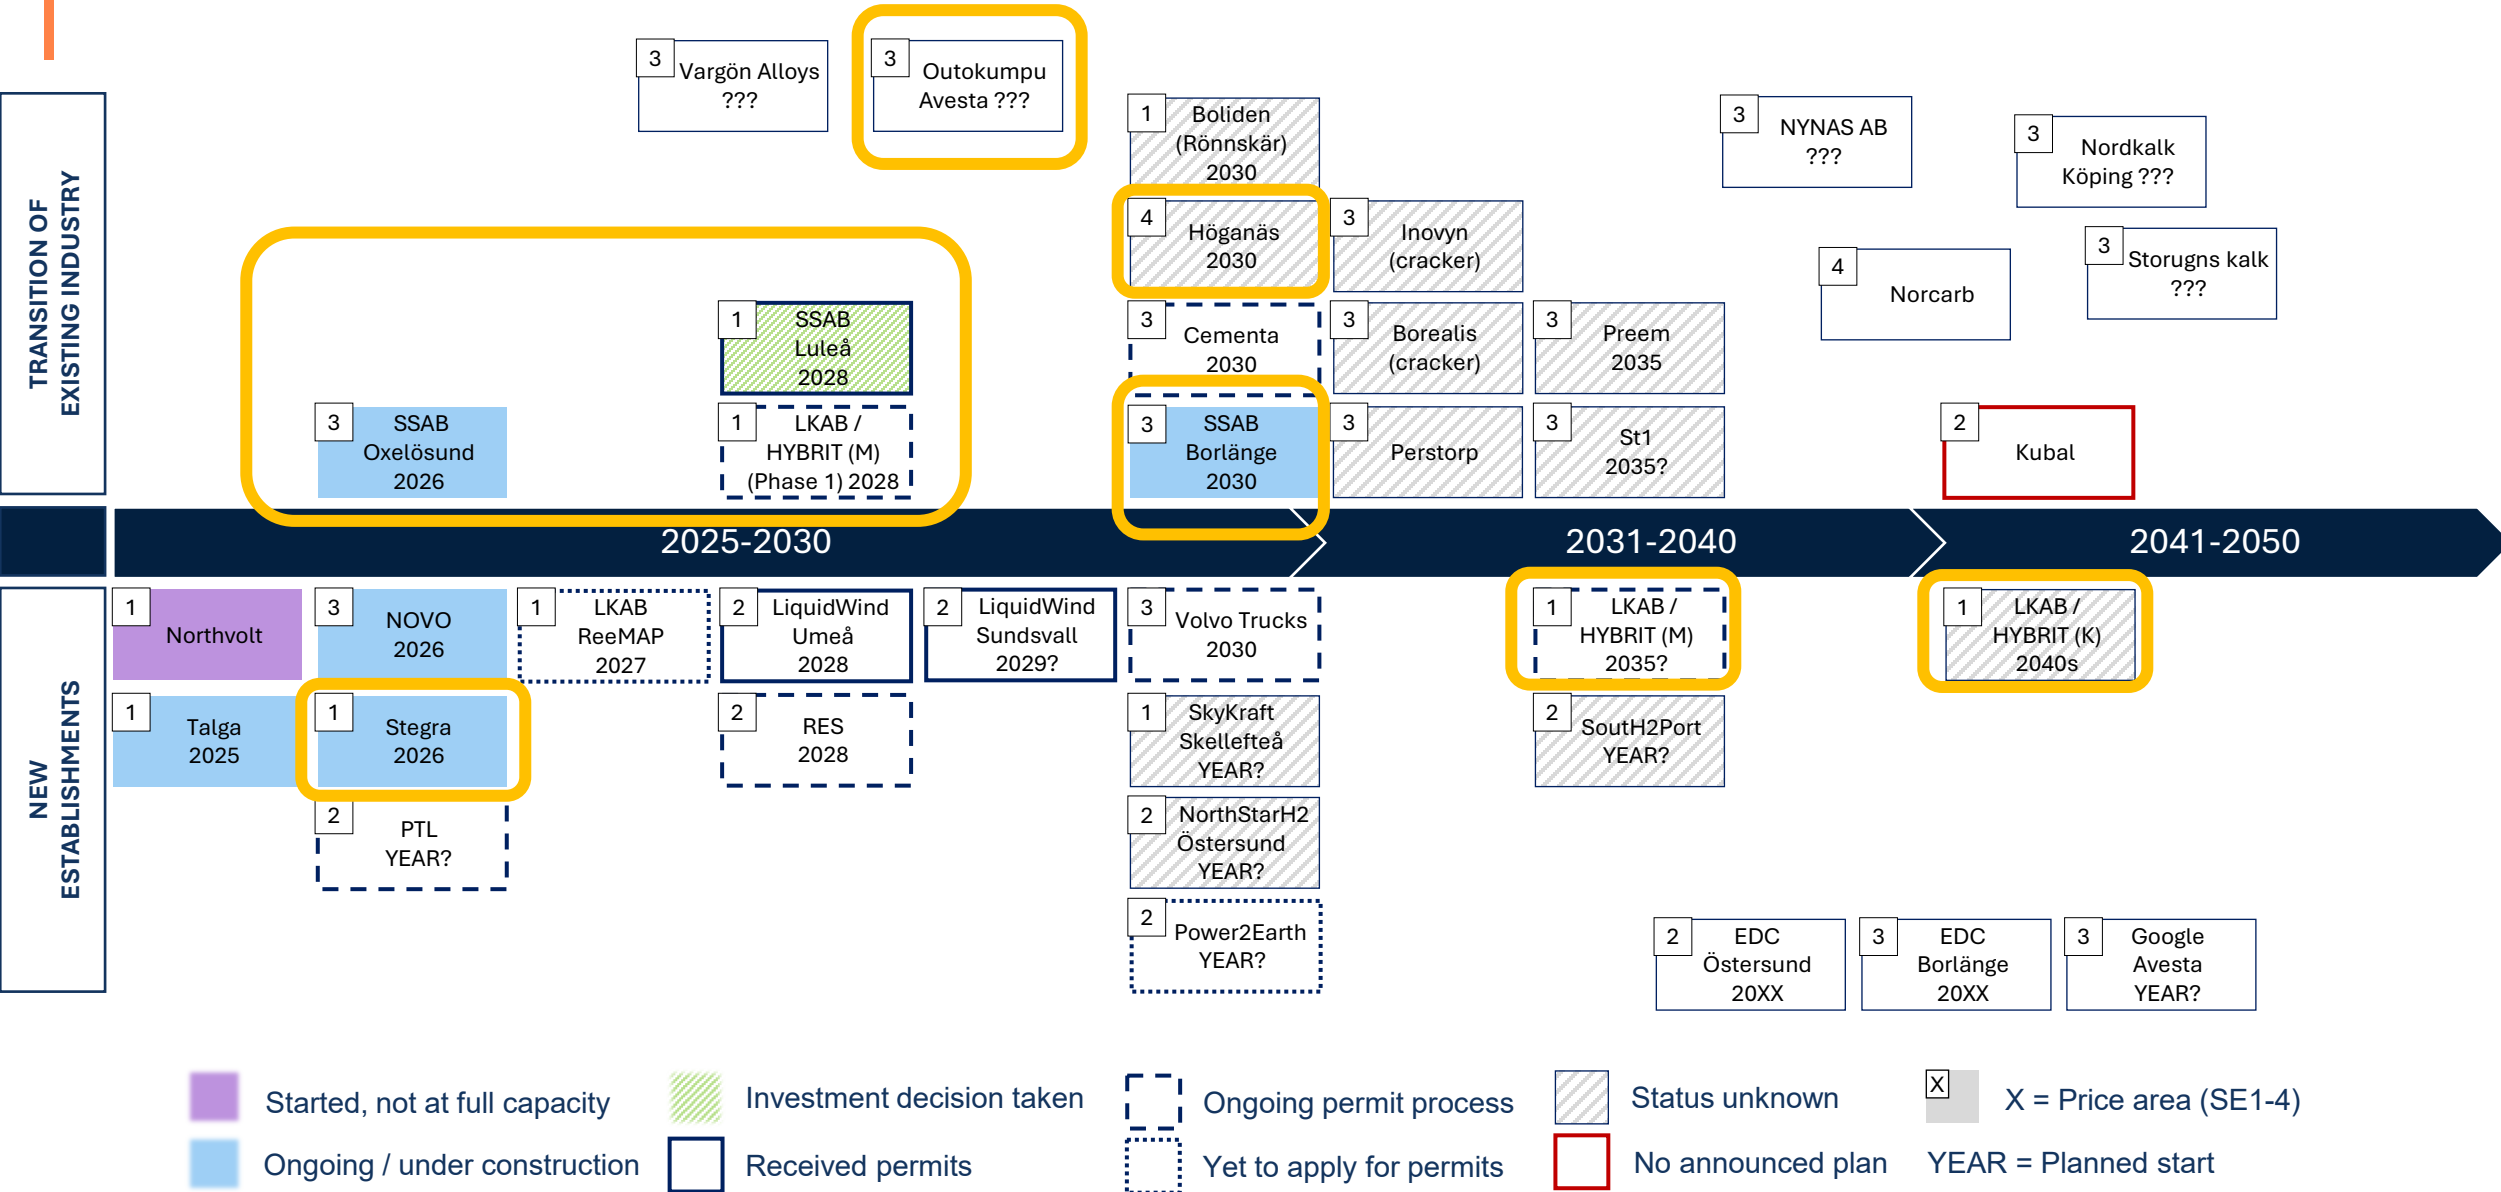 3
Vargön Alloys
???
3
Outokumpu
Avesta ???
TRANSITION OF
EXISTING INDUSTRY
1
Boliden
(Rönnskär)
2030
3
NYNAS AB
???
3
Nordkalk
Köping ???
4
Höganäs
2030
3
Inovyn
(cracker)
4
Norcarb
3
Storugns kalk
???
1
SSAB
Luleå
2028
3
Cementa
2030
3
Borealis
(cracker)
3
Preem
2035
3
SSAB
Oxelösund
2026
1
LKAB /
HYBRIT (M)
(Phase 1) 2028
3
SSAB
Borlänge
2030
3
Perstorp
3
St1
2035?
2
Kubal
2025-2030
2031-2040
2041-2050
NEW
ESTABLISHMENTS
1
Northvolt
3
NOVO
2026
1
LKAB
ReeMAP
2027
2
LiquidWind
Umeå
2028
2
LiquidWind
Sundsvall
2029?
3
Volvo Trucks
2030
1
LKAB /
HYBRIT (M)
2035?
1
LKAB /
HYBRIT (K)
2040s
1
Talga
2025
1
Stegra
2026
2
RES
2028
1
SkyKraft
Skellefteå
YEAR?
2
SoutH2Port
YEAR?
2
PTL
YEAR?
2
NorthStarH2
Östersund
YEAR?
2
Power2Earth
YEAR?
2
EDC
Östersund
20XX
3
EDC
Borlänge
20XX
3
Google
Avesta
YEAR?
Started, not at full capacity
Investment decision taken
Ongoing permit process
Status unknown
X
X = Price area (SE1-4)
Ongoing / under construction
Received permits
Yet to apply for permits
No announced plan
YEAR = Planned start